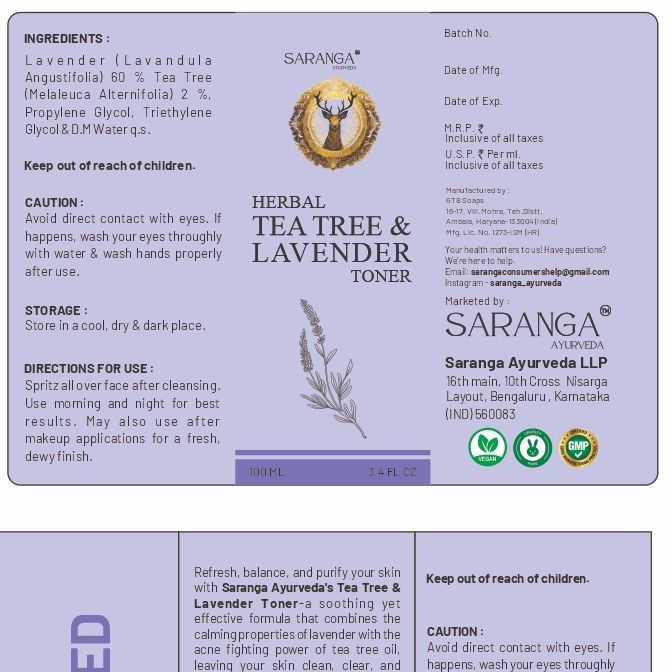 INGREDIENTS :
Lavender (Lavandula
Angustifolia) 60 % Tea Tree
(Melaleuca Alternifolia) 2 %,
Propylene Glycol, Triethylene
Glycol & D.M Water q.s.
Keep out of reach of children.
CAUTION :
Avoid direct contact with eyes. If
happens, wash your eyes throughly
with water & wash hands properly
after use.
STORAGE :
Store in a cool, dry & dark place.
DIRECTIONS FOR USE :
Spritz all over face after cleansing.
Use morning and night for best
results. May also use after
makeup applications for a fresh,
dewy finish.
SARANGA
AYURVEDA
HERBAL
TEA TREE &
LAVENDER
TONER
100 ML 3.4 FL OZ
Batch No.
Date of Mfg.
Date of Exp.
M.R.P. ₹
Inclusive of all taxes
U.S.P. ₹ Per ml.
Inclusive of all taxes
Manufactured by :
GTB Soaps
16-17, Vill. Mohra, Teh. Distt.
Ambala, Haryana-133004 (India)
Mfg. Lic. No. 1273-ISM (HR)
Your health matters to us! Have questions?
We're here to help.
Email: sarangaconsumershelp@gmail.com
Instagram - saranga_ayurveda
Marketed by :
SARANGA TM
AYURVEDA
Saranga Ayurveda LLP
16th main, 10th Cross Nisarga
Layout, Bengaluru , Karnataka
(IND) 560083
VEGAN
CRUELTY
FREE
CERTIFIED
GMP
ED
Refresh, balance, and purify your skin
with Saranga Ayurveda's Tea Tree &
Lavender Toner-a soothing yet
effective formula that combines the
calming properties of lavender with the
acne fighting power of tea tree oil,
leaving your skin clean, clear, and
Keep out of reach of children.
CAUTION :
Avoid direct contact with eyes. If
happens, wash your eyes throughly